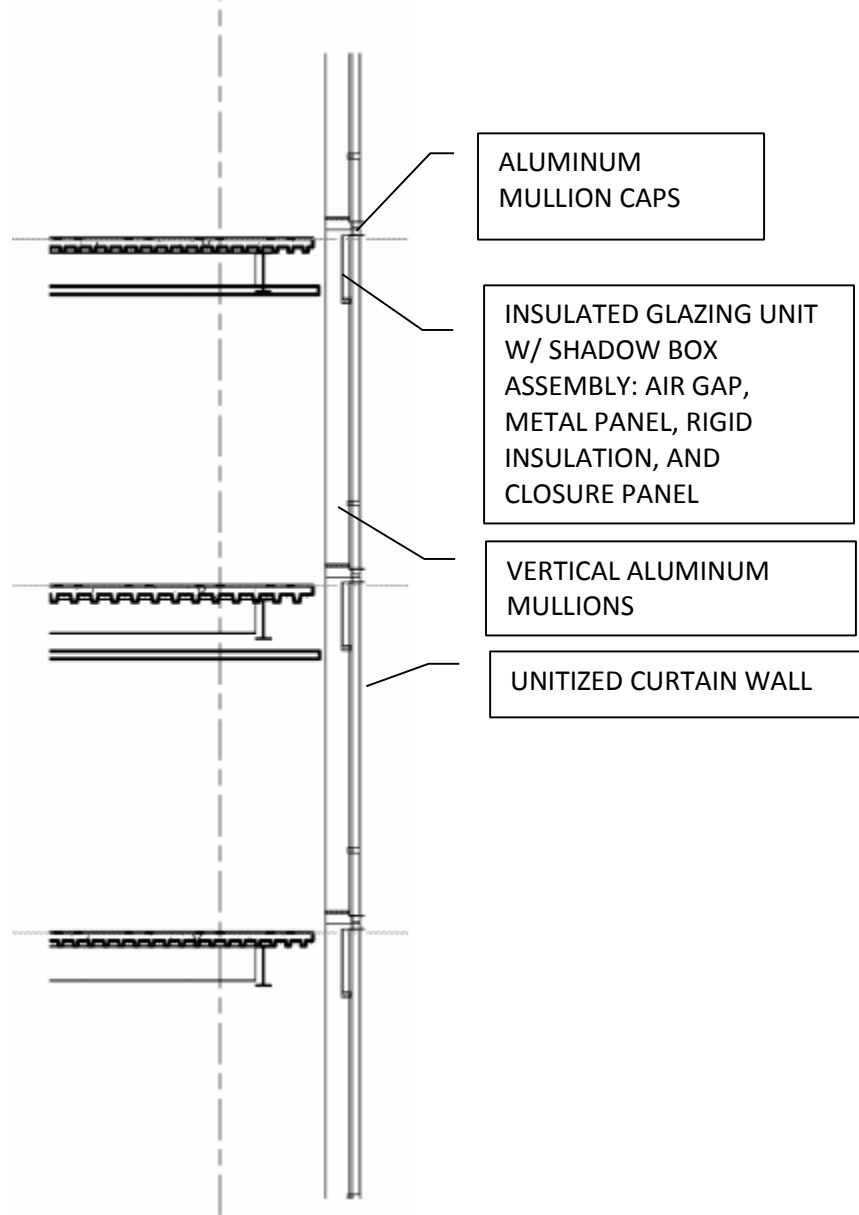 ALUMINUM
MULLION CAPS
INSULATED GLAZING UNIT
W/ SHADOW BOX
ASSEMBLY: AIR GAP,
METAL PANEL, RIGID
INSULATION, AND
CLOSURE PANEL
VERTICAL ALUMINUM
MULLIONS
UNITIZED CURTAIN WALL